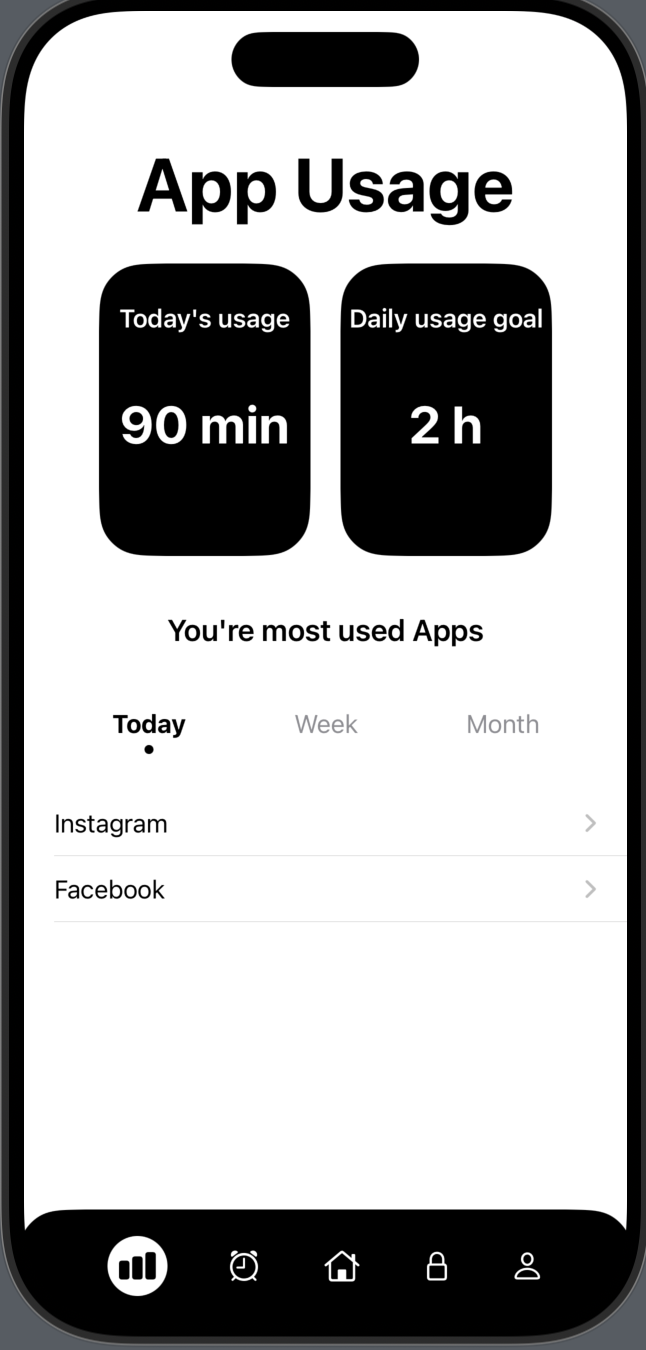 App Usage
Today's usage
Daily usage goal
90 min
2 h
You're most used Apps
Today
Week
Month
Instagram
Facebook